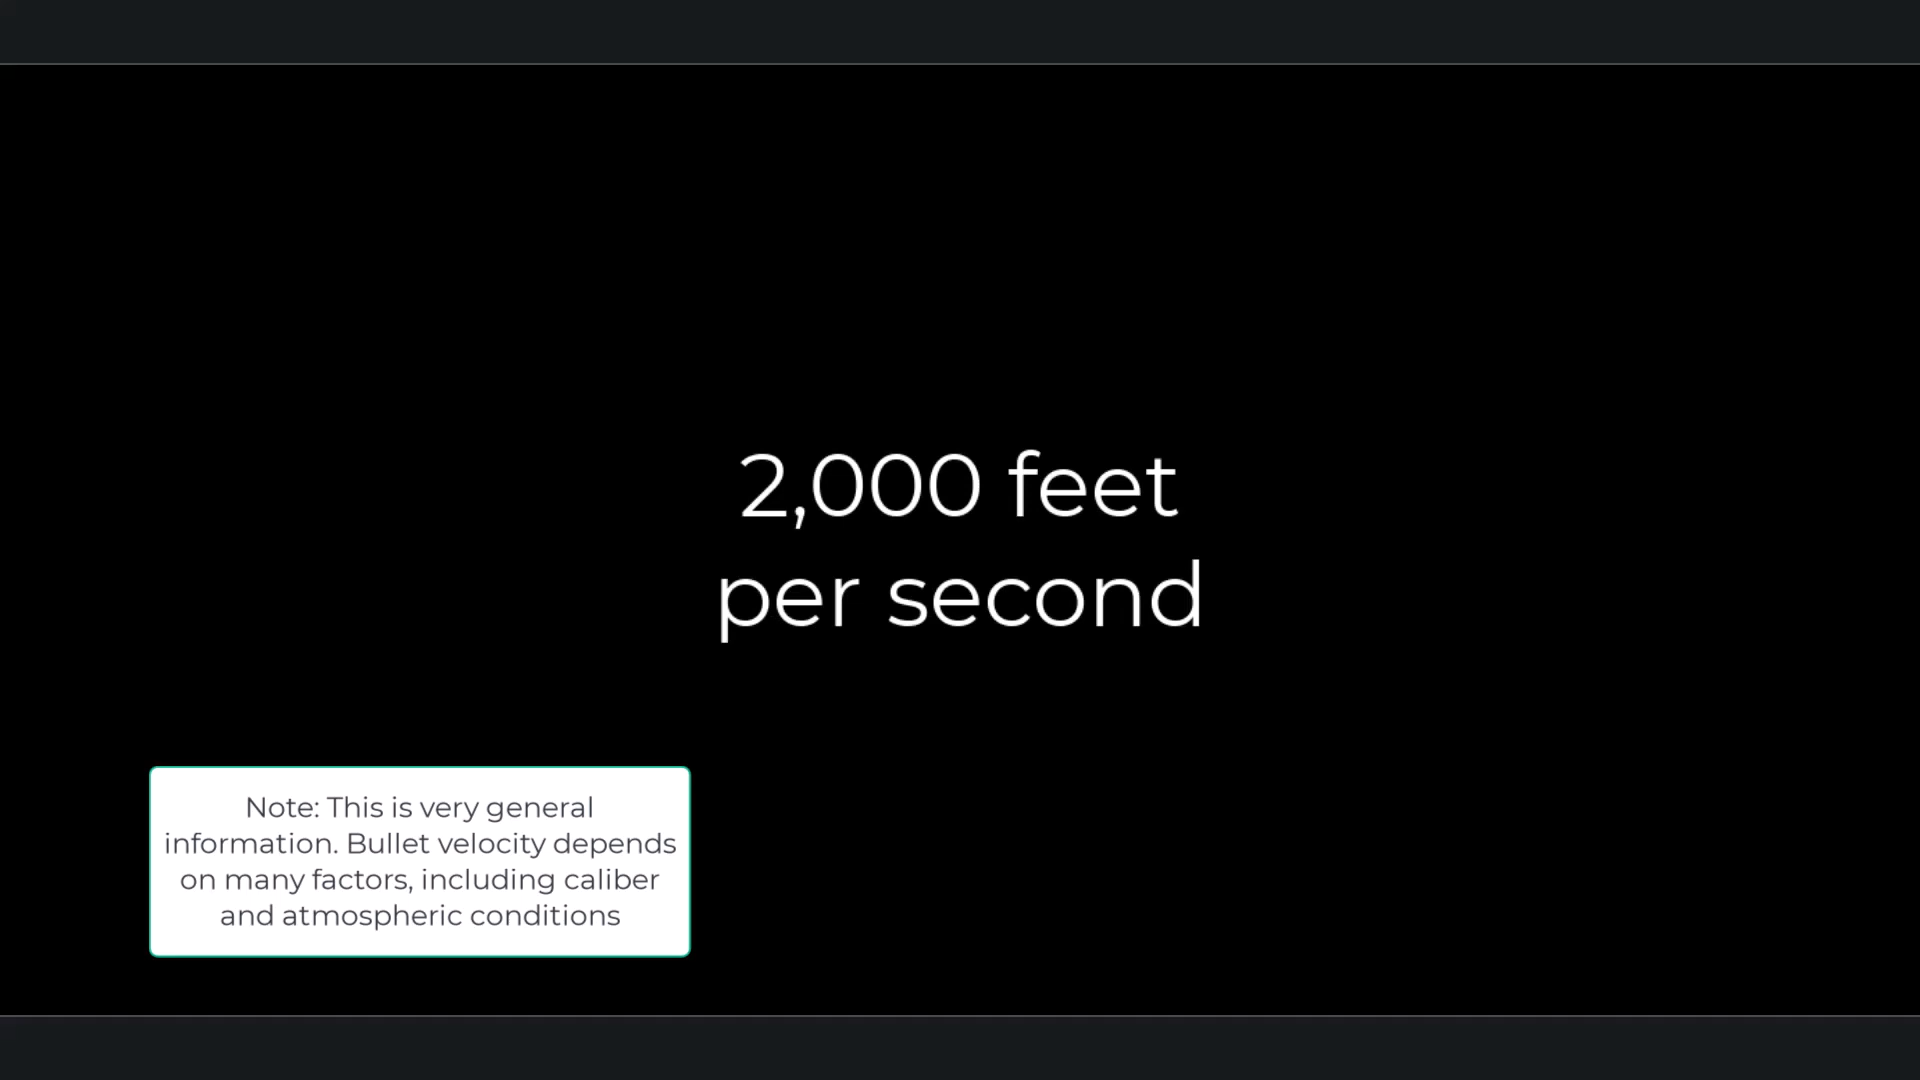 2,000 feet
per second
Note: This is very general
information. Bullet velocity depends
on many factors, including caliber
and atmospheric conditions